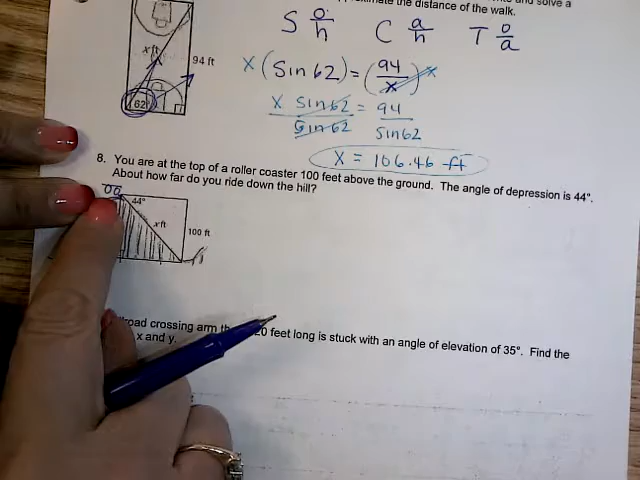 the distance of the walk.
S o/h C a/h T o/a
x ft
94 ft
62
x (Sin 62) = (94/x) x
x sin 62 = 94
Sin 62 sin 62
x = 106.46 ft
8. You are at the top of a roller coaster 100 feet above the ground. The angle of depression is 44°.
About how far do you ride down the hill?
44°
x ft
100 ft
road crossing arm 20 feet long is stuck with an angle of elevation of 35°. Find the
x and y.